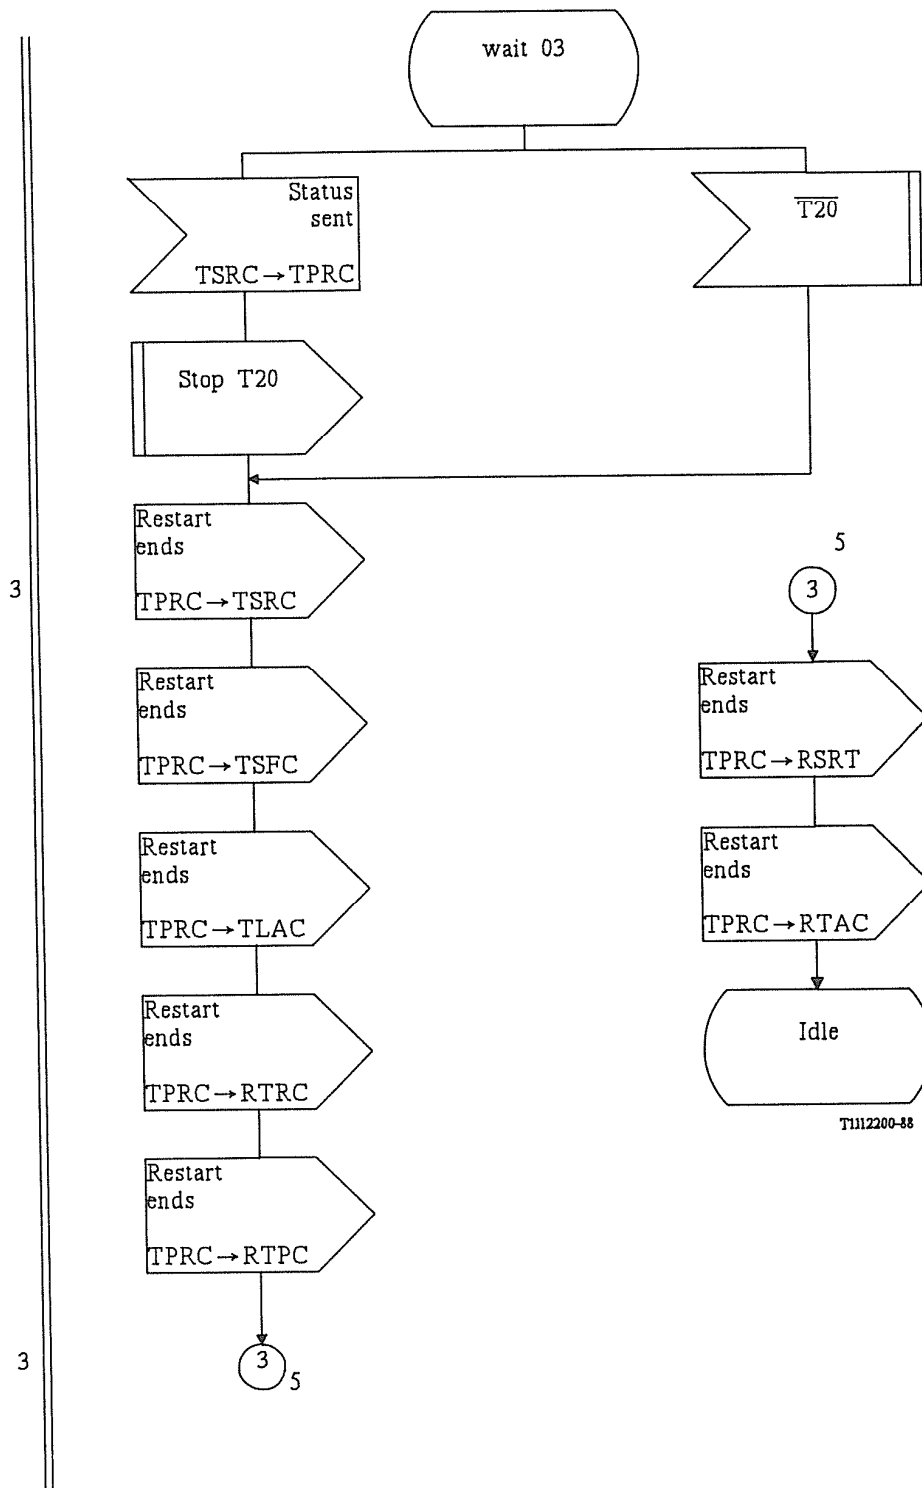 wait 03
Status
sent
TSRC→TPRC
T20
Stop T20
Restart
ends
TPRC→TSRC
3
Restart
ends
TPRC→TSFC
Restart
ends
TPRC→TLAC
Restart
ends
TPRC→RTRC
Restart
ends
TPRC→RTPC
3
3
5
5
3
Restart
ends
TPRC→RSRT
Restart
ends
TPRC→RTAC
Idle
T1112200-88